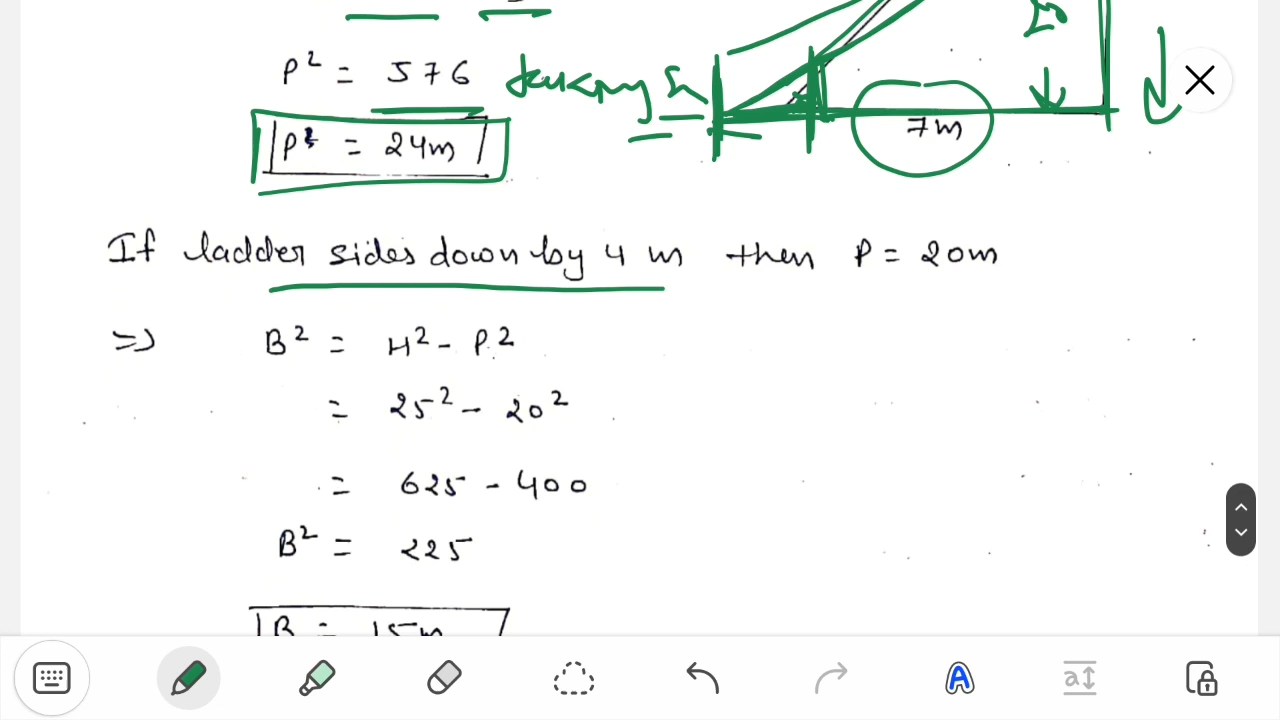 P² = 576
P = 24m
7m
If ladder sides down by 4 m then P = 20m
=> B² = H² - P²
= 25² - 20²
= 625 - 400
B² = 225
B = 15m